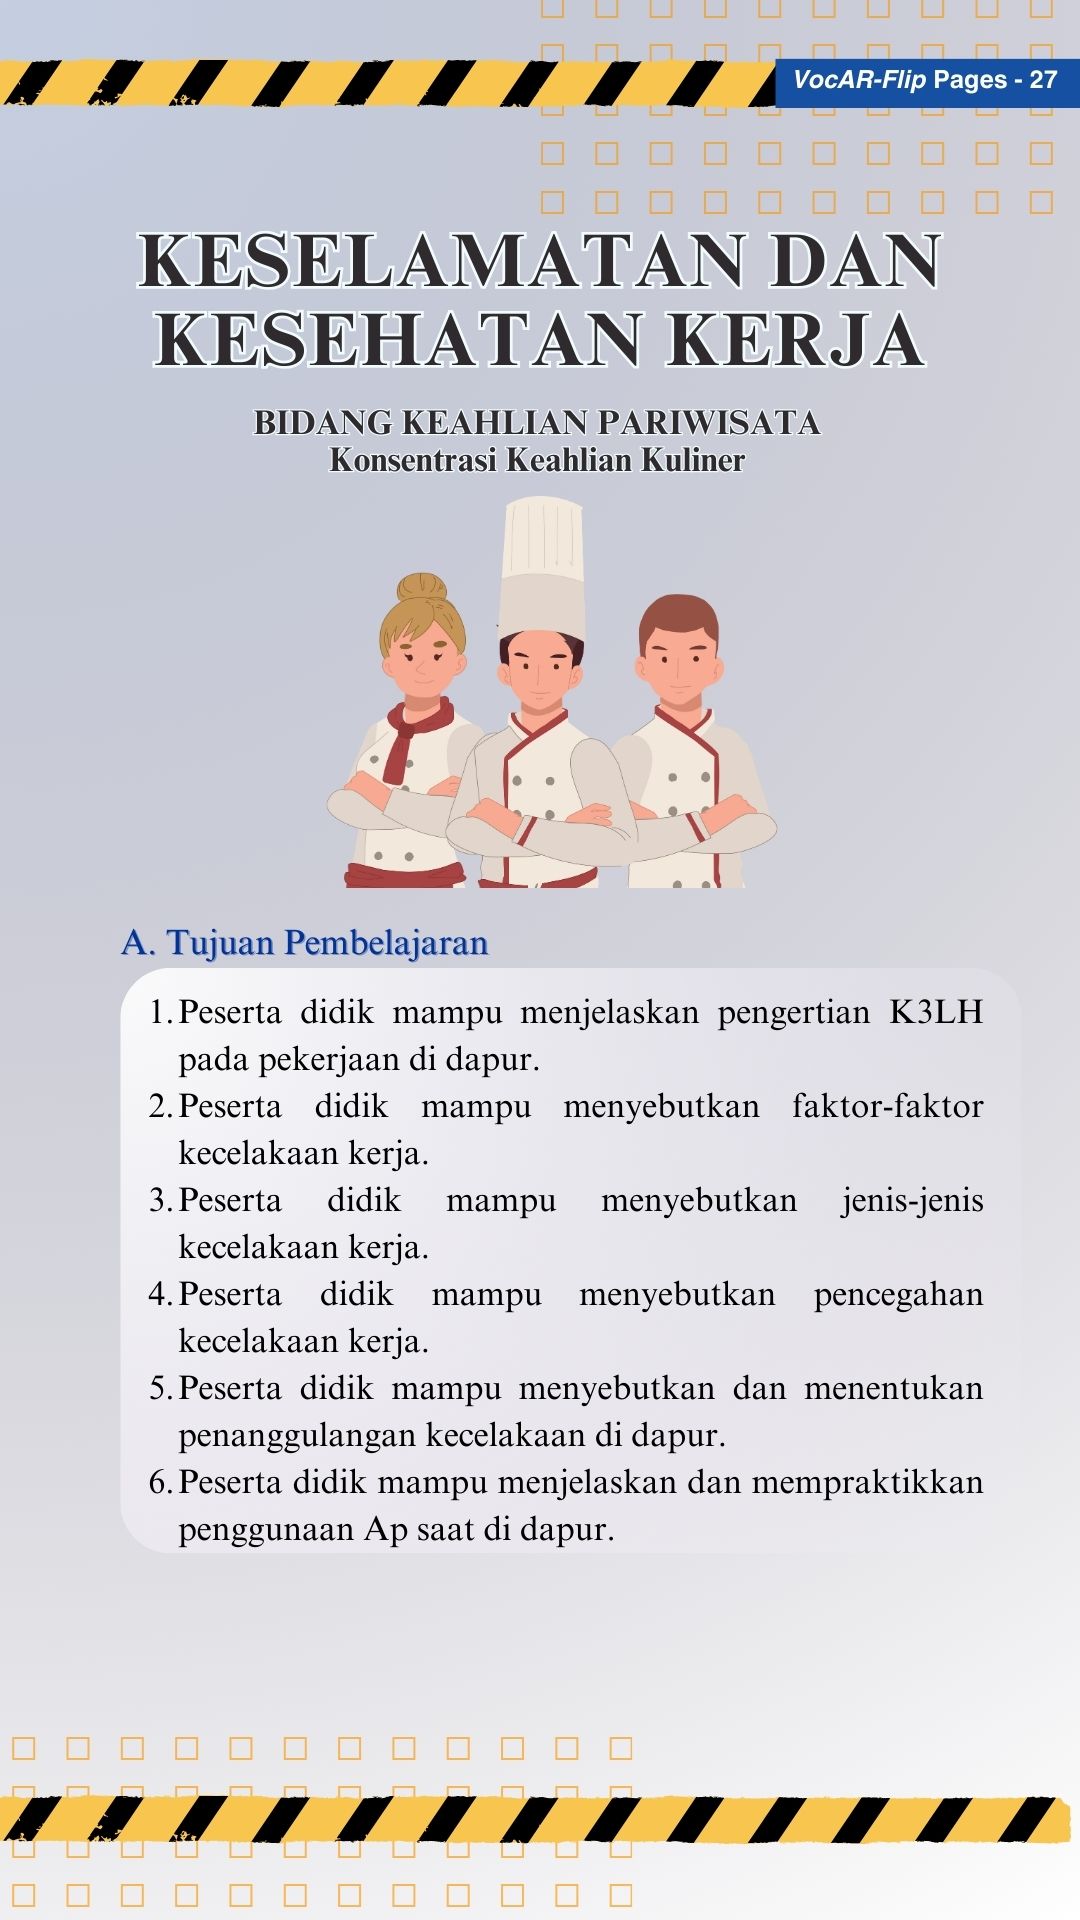 VocAR-Flip Pages - 27
KESELAMATAN DAN
KESEHATAN KERJA
BIDANG KEAHLIAN PARIWISATA
Konsentrasi Keahlian Kuliner
A. Tujuan Pembelajaran
1. Peserta didik mampu menjelaskan pengertian K3LH
pada pekerjaan di dapur.
2. Peserta didik mampu menyebutkan faktor-faktor
kecelakaan kerja.
3. Peserta didik mampu menyebutkan jenis-jenis
kecelakaan kerja.
4. Peserta didik mampu menyebutkan pencegahan
kecelakaan kerja.
5. Peserta didik mampu menyebutkan dan menentukan
penanggulangan kecelakaan di dapur.
6. Peserta didik mampu menjelaskan dan mempraktikkan
penggunaan Ap saat di dapur.